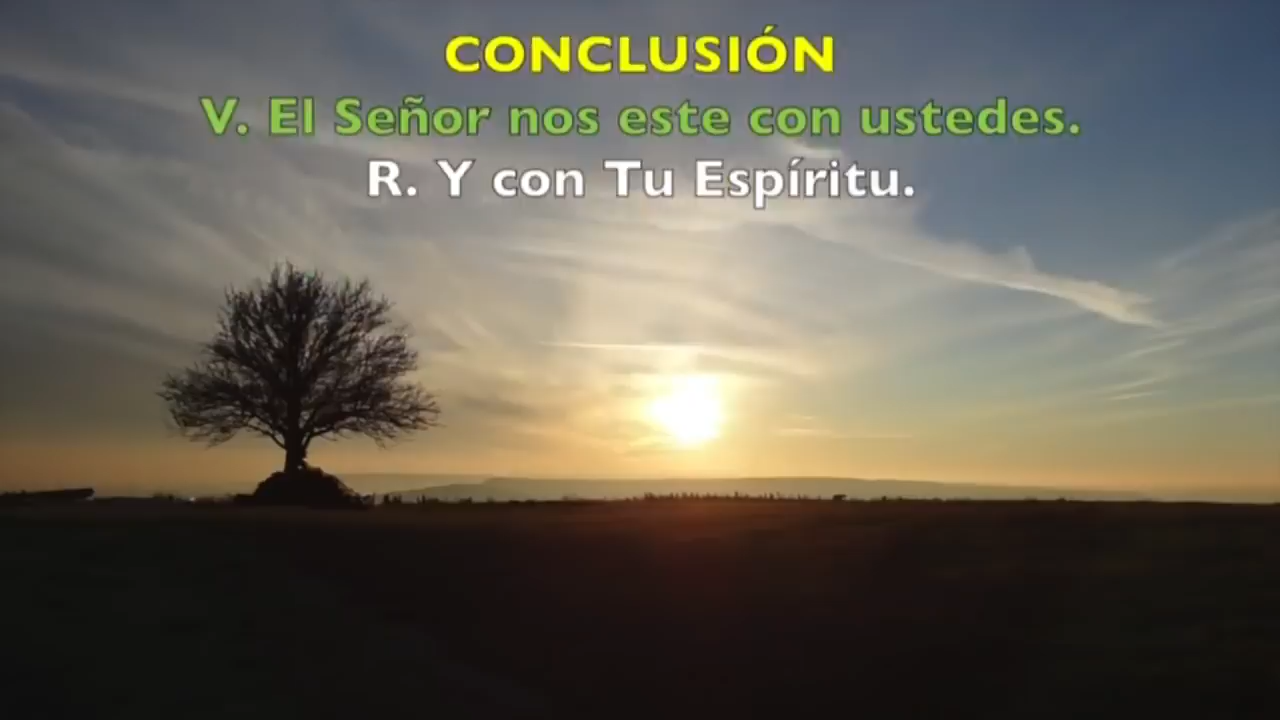 CONCLUSIÓN
V. El Señor nos este con ustedes.
R. Y con Tu Espíritu.